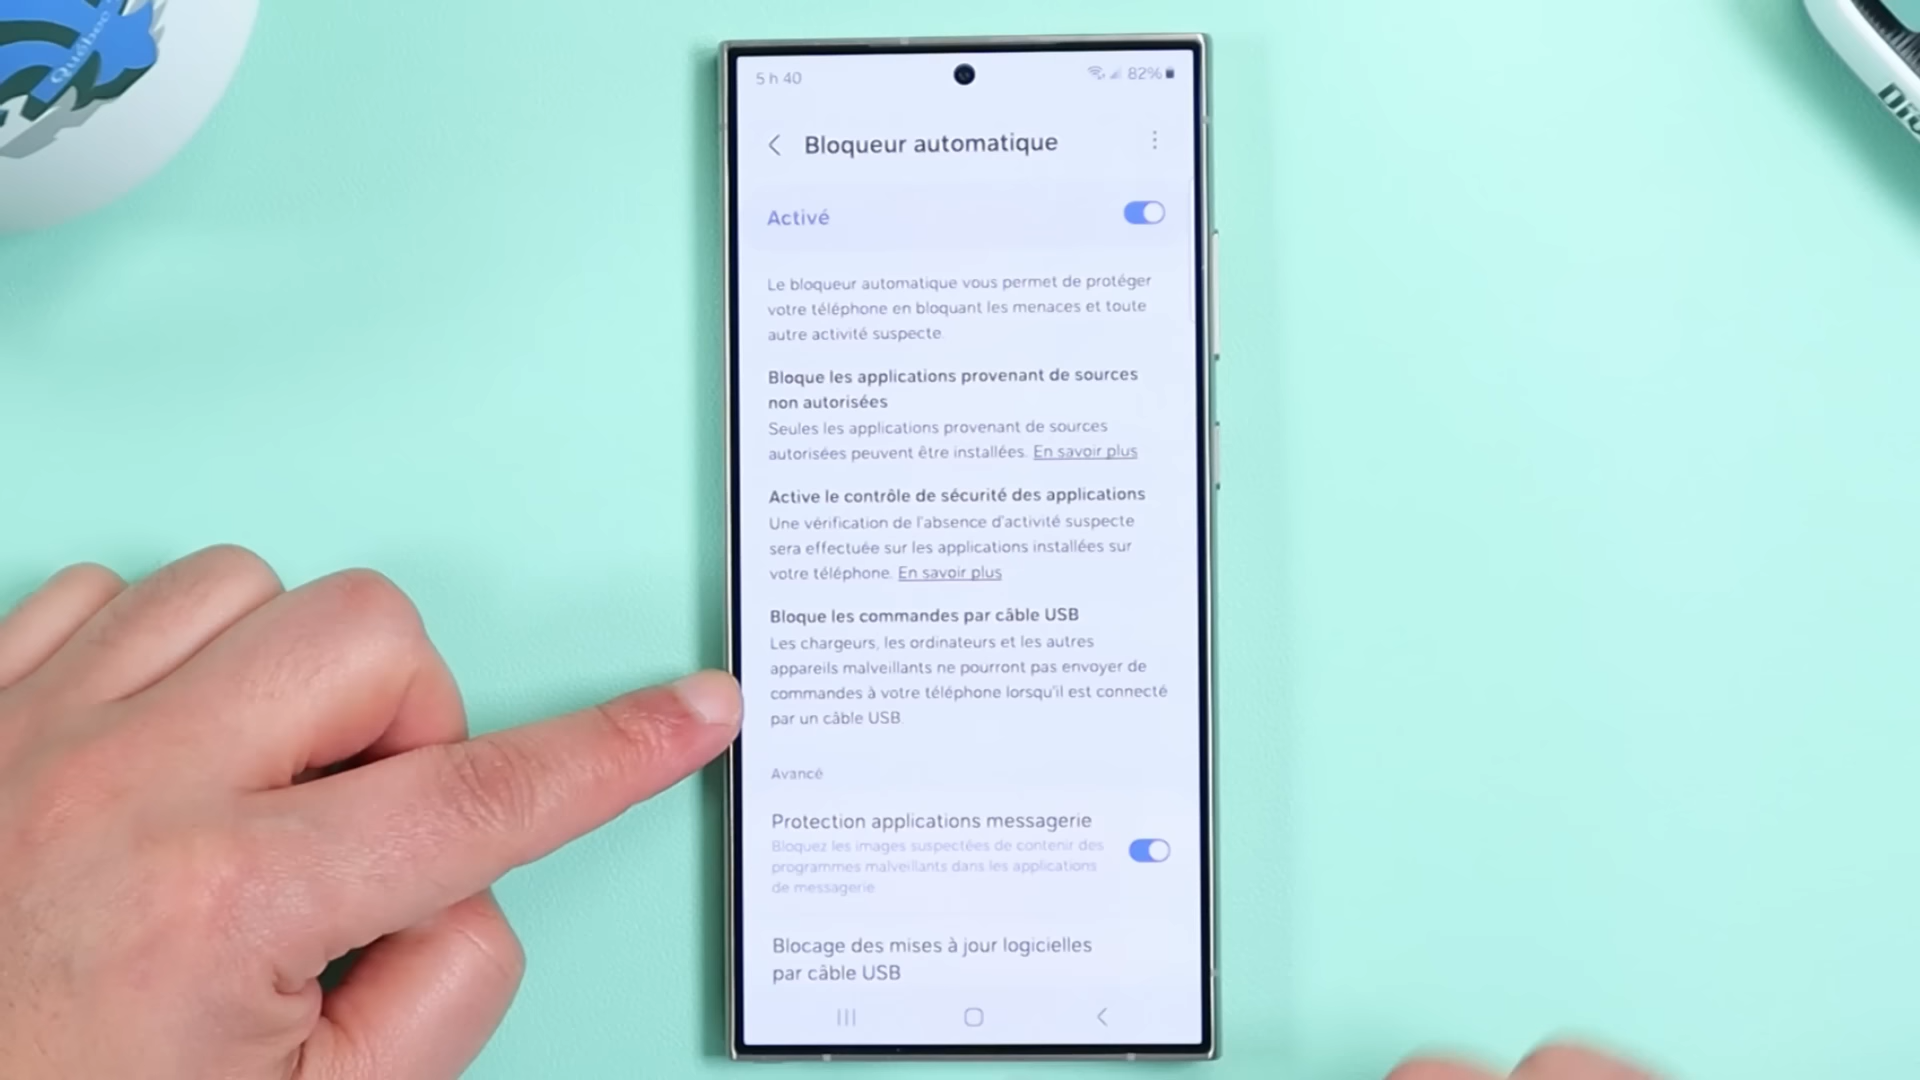 Québec
5 h 40
82%
Bloqueur automatique
Activé
Le bloqueur automatique vous permet de protéger
votre téléphone en bloquant les menaces et toute
autre activité suspecte.
Bloque les applications provenant de sources
non autorisées
Seules les applications provenant de sources
autorisées peuvent être installées. En savoir plus
Active le contrôle de sécurité des applications
Une vérification de l'absence d'activité suspecte
sera effectuée sur les applications installées sur
votre téléphone. En savoir plus
Bloque les commandes par câble USB
Les chargeurs, les ordinateurs et les autres
appareils malveillants ne pourront pas envoyer de
commandes à votre téléphone lorsqu'il est connecté
par un câble USB.
Avancé
Protection applications messagerie
Bloquez les images suspectées de contenir des
programmes malveillants dans les applications
de messagerie
Blocage des mises à jour logicielles
par câble USB